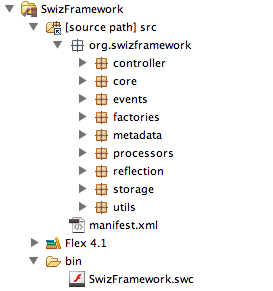 SwizFramework
[source path] src
org.swizframework
controller
core
events
factories
metadata
processors
reflection
storage
utils
manifest.xml
Flex 4.1
bin
SwizFramework.swc